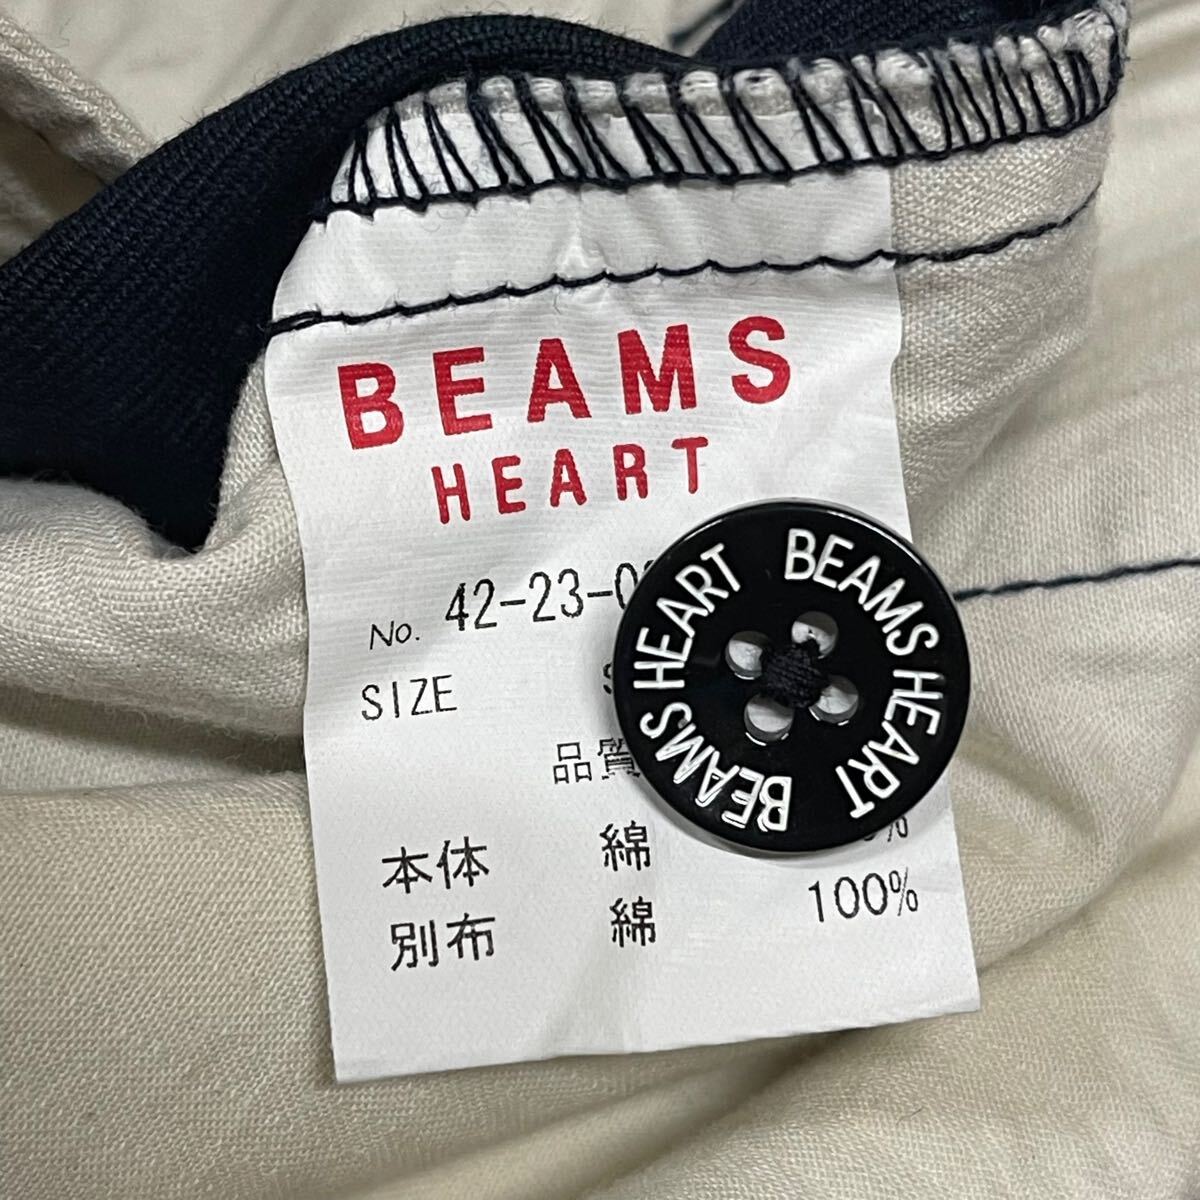 BEAMS
HEART
No. 42-23-0
SIZE
品質
本体 綿 %
別布 綿 100%
BEAMS HEART BEAMS HEART